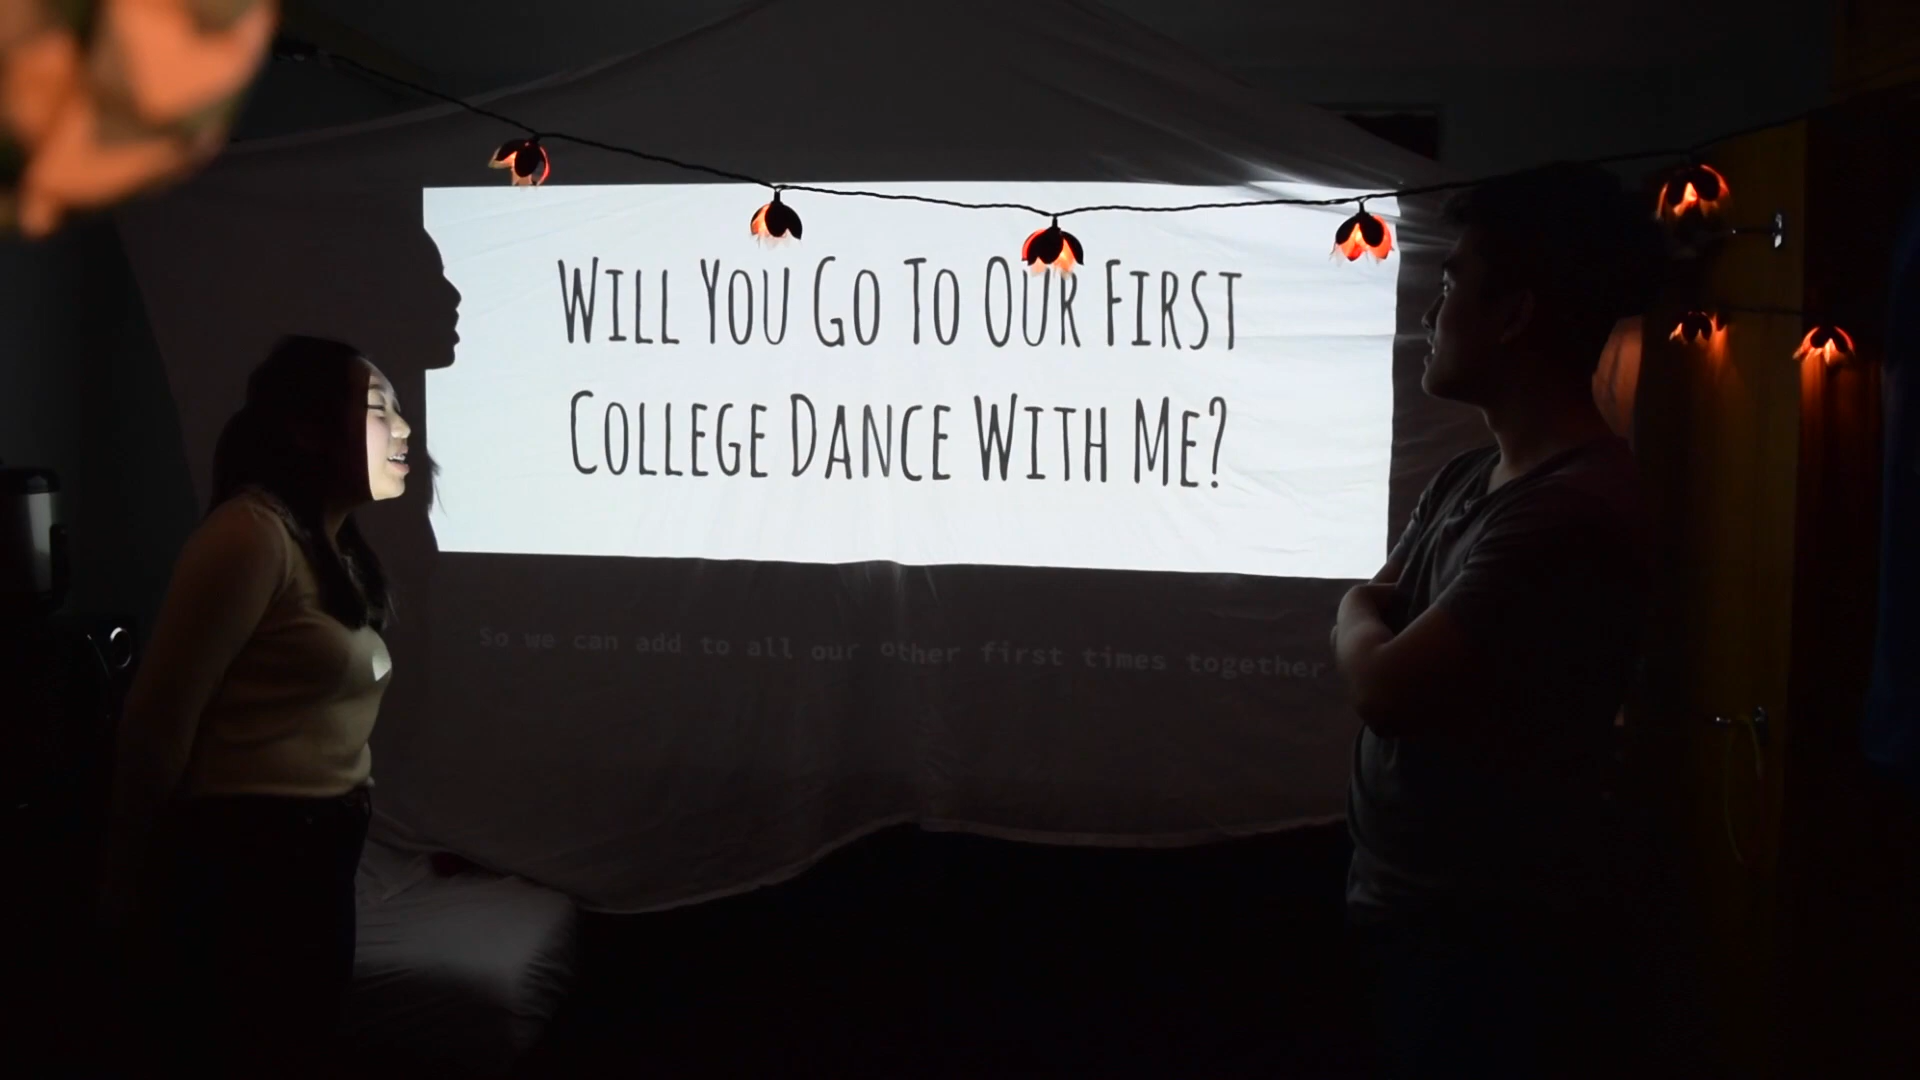 Will You Go To Our First
College Dance With Me?
So we can add to all our other first times together